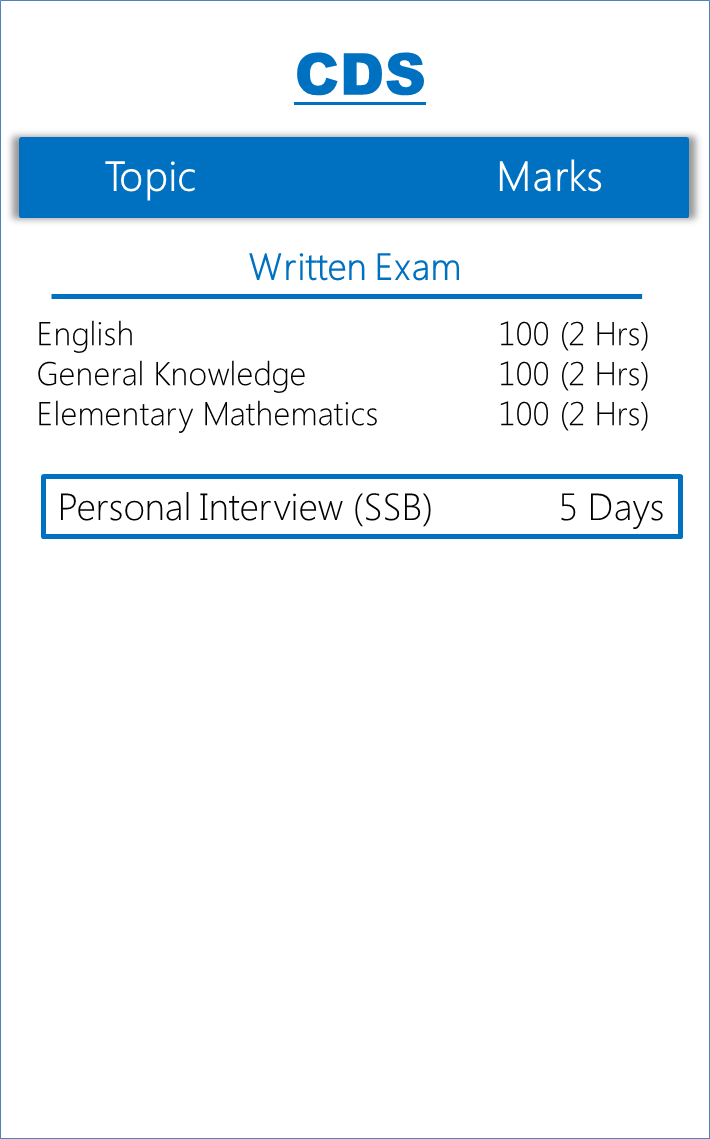 CDS
Topic Marks
Written Exam
English 100 (2 Hrs)
General Knowledge 100 (2 Hrs)
Elementary Mathematics 100 (2 Hrs)
Personal Interview (SSB) 5 Days